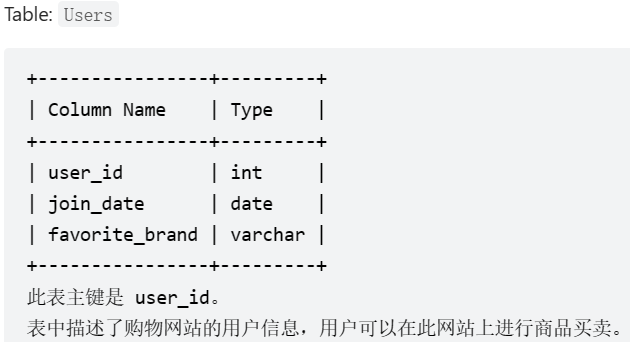 Table: Users
+----------------+---------+
| Column Name    | Type    |
+----------------+---------+
| user_id        | int     |
| join_date      | date    |
| favorite_brand | varchar |
+----------------+---------+
此表主键是 user_id。
表中描述了购物网站的用户信息，用户可以在此网站上进行商品买卖。